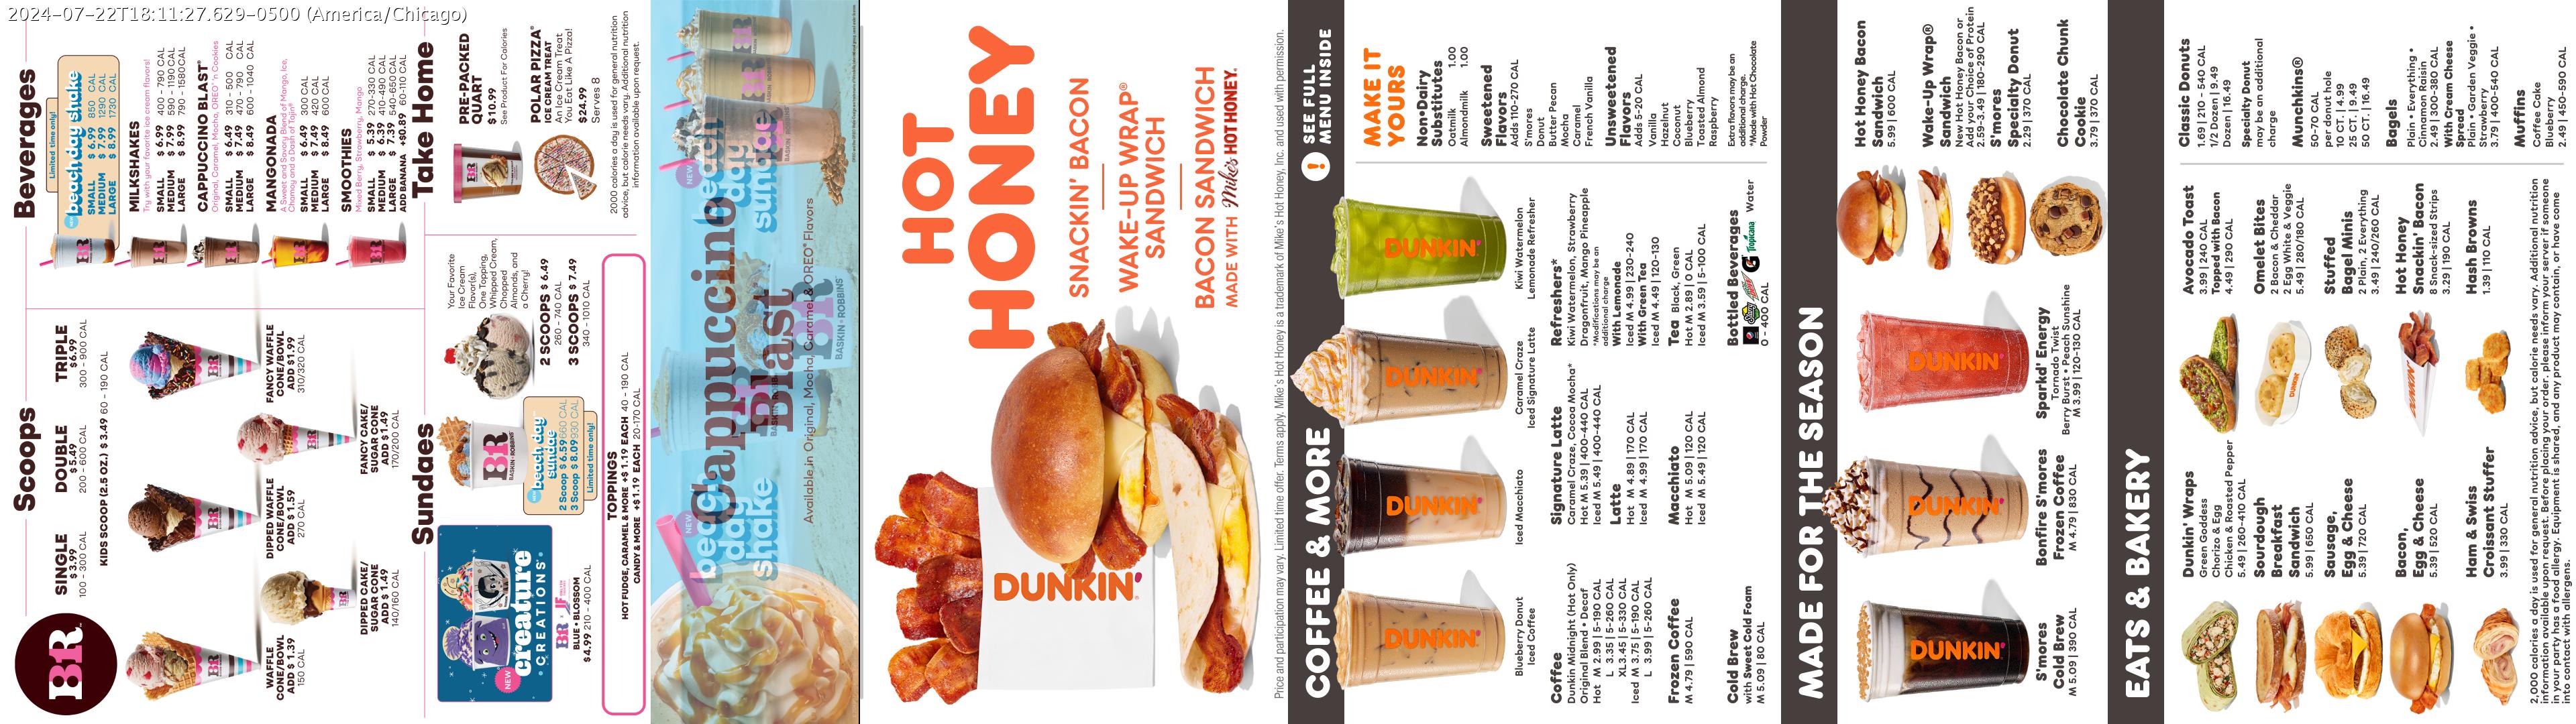 2024-07-22T18:11:27.629-0500 (America/Chicago)
BR
Scoops
SINGLE
$3.99
100 - 300 CAL
DOUBLE
$5.49
200 - 600 CAL
TRIPLE
$6.99
300 - 900 CAL
KIDS SCOOP (2.5 OZ.) $ 3.49 60 - 190 CAL
WAFFLE
CONE/BOWL
ADD $ 1.39
150 CAL
DIPPED CAKE/
SUGAR CONE
ADD $ 1.49
140/160 CAL
DIPPED WAFFLE
CONE/BOWL
ADD $ 1.59
270 CAL
FANCY CAKE/
SUGAR CONE
ADD $ 1.49
170/200 CAL
FANCY WAFFLE
CONE/BOWL
ADD $1.99
310/320 CAL
Beverages
Limited time only!
beach day shake
SMALL $ 6.99 850 CAL
MEDIUM $ 7.99 1290 CAL
LARGE $ 8.99 1730 CAL
MILKSHAKES
Try with your favorite ice cream flavors!
SMALL $ 6.99 400 - 790 CAL
MEDIUM $ 7.99 590 - 1190 CAL
LARGE $ 8.99 790 - 1580 CAL
CAPPUCCINO BLAST®
Original, Caramel, Mocha, OREO® 'n Cookies
SMALL $ 6.49 310 - 500 CAL
MEDIUM $ 7.49 470 - 790 CAL
LARGE $ 8.49 600 - 1040 CAL
MANGONADA
A Sweet and Savory Blend of Mango, Ice,
Chamoy and a Dash of Tajín®
SMALL $ 6.49 300 CAL
MEDIUM $ 7.49 420 CAL
LARGE $ 8.49 600 CAL
SMOOTHIES
Mixed Berry, Strawberry, Mango
SMALL $ 5.39 270-330 CAL
MEDIUM $ 6.39 410-490 CAL
LARGE $ 7.39 540-650 CAL
ADD BANANA +$0.89 60-110 CAL
Sundaes
NEW
creature
CREATIONS®
BLUE • BLOSSOM
$4.99 210 - 400 CAL
BR
BASKIN·ROBBINS
beach day
sundae
2 Scoop $ 6.59 660 CAL
3 Scoop $ 8.09 930 CAL
Limited time only!
Your Favorite
Ice Cream
Flavor(s),
One Topping,
Whipped Cream,
Chopped
Almonds, and
a Cherry!
2 SCOOPS $ 6.49
260 - 740 CAL
3 SCOOPS $ 7.49
340 - 1010 CAL
TOPPINGS
HOT FUDGE, CARAMEL & MORE +$ 1.19 EACH 40 - 190 CAL
CANDY & MORE +$1.19 EACH 20-170 CAL
Take Home
PRE-PACKED
QUART
$ 10.99
See Product For Calories
POLAR PIZZA®
ICE CREAM TREAT
An Ice Cream Treat
You Eat Like A Pizza!
$24.99
Serves 8
2000 calories a day is used for general nutrition
advice, but calorie needs vary. Additional nutrition
information available upon request.
NEW
beach
day
shake
Cappuccino
Blast
BASKIN·ROBBINS
Available in Original, Mocha, Caramel & OREO® Flavors
NEW
beach
day
sundae
BR
BASKIN·ROBBINS
DUNKIN'
HOT
HONEY
SNACKIN' BACON
WAKE-UP WRAP®
SANDWICH
BACON SANDWICH
MADE WITH Mike's HOT HONEY.
Price and participation may vary. Limited time offer. Terms apply. Mike's Hot Honey is a trademark of Mike's Hot Honey, Inc. and used with permission.
COFFEE & MORE
! SEE FULL
MENU INSIDE
DUNKIN'
DUNKIN'
DUNKIN'
DUNKIN'
Blueberry Donut
Iced Coffee
Iced Macchiato
Caramel Craze
Iced Signature Latte
Kiwi Watermelon
Lemonade Refresher
Coffee
Dunkin Midnight (Hot Only)
Original Blend • Decaf
Hot M 2.99 | 5-190 CAL
L 3.35 | 5-260 CAL
XL 3.45 | 5-330 CAL
Iced M 3.75 | 5-190 CAL
L 3.99 | 5-260 CAL
Frozen Coffee
M 4.79 | 590 CAL
Cold Brew
with Sweet Cold Foam
M 5.09 | 80 CAL
Signature Latte
Caramel Craze, Cocoa Mocha*
Hot M 5.39 | 400-440 CAL
Iced M 5.49 | 400-440 CAL
Latte
Hot M 4.89 | 170 CAL
Iced M 4.99 | 170 CAL
Macchiato
Hot M 5.09 | 120 CAL
Iced M 5.49 | 120 CAL
Refreshers*
Kiwi Watermelon, Strawberry
Dragonfruit, Mango Pineapple
*Modifications may be an
additional charge
With Lemonade
Iced M 4.99 | 230-240
With Green Tea
Iced M 4.49 | 120-130
Tea Black, Green
Hot M 2.89 | 0 CAL
Iced M 3.59 | 5-100 CAL
Bottled Beverages
Tropicana Water
0 - 400 CAL
MAKE IT
YOURS
Non-Dairy
Substitutes
Oatmilk 1.00
Almondmilk 1.00
Sweetened
Flavors
Adds 110-270 CAL
S'mores
Donut
Butter Pecan
Mocha
Caramel
French Vanilla
Unsweetened
Flavors
Adds 5-20 CAL
Vanilla
Hazelnut
Coconut
Blueberry
Toasted Almond
Raspberry
Extra flavors may be an
additional charge.
*Made with Hot Chocolate
Powder
MADE FOR THE SEASON
DUNKIN'
DUNKIN'
DUNKIN'
S'mores
Cold Brew
M 5.09 | 390 CAL
Bonfire S'mores
Frozen Coffee
M 4.79 | 830 CAL
Sparkd' Energy
Tornado Twist
Berry Burst • Peach Sunshine
M 3.99 | 120-130 CAL
Hot Honey Bacon
Sandwich
5.99 | 600 CAL
Wake-Up Wrap®
Sandwich
New Hot Honey Bacon or
Add your Choice of Protein
2.59-3.49 | 180-290 CAL
S'mores
Specialty Donut
2.29 | 370 CAL
Chocolate Chunk
Cookie
3.79 | 370 CAL
EATS & BAKERY
Dunkin' Wraps
Green Goddess
Chorizo & Egg
Chicken & Roasted Pepper
5.49 | 260-410 CAL
Sourdough
Breakfast
Sandwich
5.99 | 650 CAL
Sausage,
Egg & Cheese
5.39 | 720 CAL
Bacon,
Egg & Cheese
5.39 | 520 CAL
Ham & Swiss
Croissant Stuffer
3.99 | 330 CAL
Avocado Toast
3.99 | 240 CAL
Topped with Bacon
4.49 | 290 CAL
Omelet Bites
2 Bacon & Cheddar
2 Egg White & Veggie
5.49 | 280/180 CAL
Stuffed
Bagel Minis
2 Plain, 2 Everything
3.49 | 240/260 CAL
Hot Honey
Snackin' Bacon
8 Snack-sized Strips
3.29 | 190 CAL
Hash Browns
1.39 | 110 CAL
Classic Donuts
1.69 | 210 - 540 CAL
1/2 Dozen | 9.49
Dozen | 16.49
Specialty Donut
may be an additional
charge
Munchkins®
50-70 CAL
per donut hole
10 CT. | 4.99
25 CT. | 9.49
50 CT. | 16.49
Bagels
Plain • Everything •
Cinnamon Raisin
2.49 | 300-380 CAL
With Cream Cheese
Spread
Plain • Garden Veggie •
Strawberry
3.79 | 400-540 CAL
Muffins
Coffee Cake
Blueberry
2.49 | 450-590 CAL
2,000 calories a day is used for general nutrition advice, but calorie needs vary. Additional nutrition
information available upon request. Before placing your order, please inform your server if someone
in your party has a food allergy. Equipment is shared, and any product may contain, or have come
into contact with allergens.